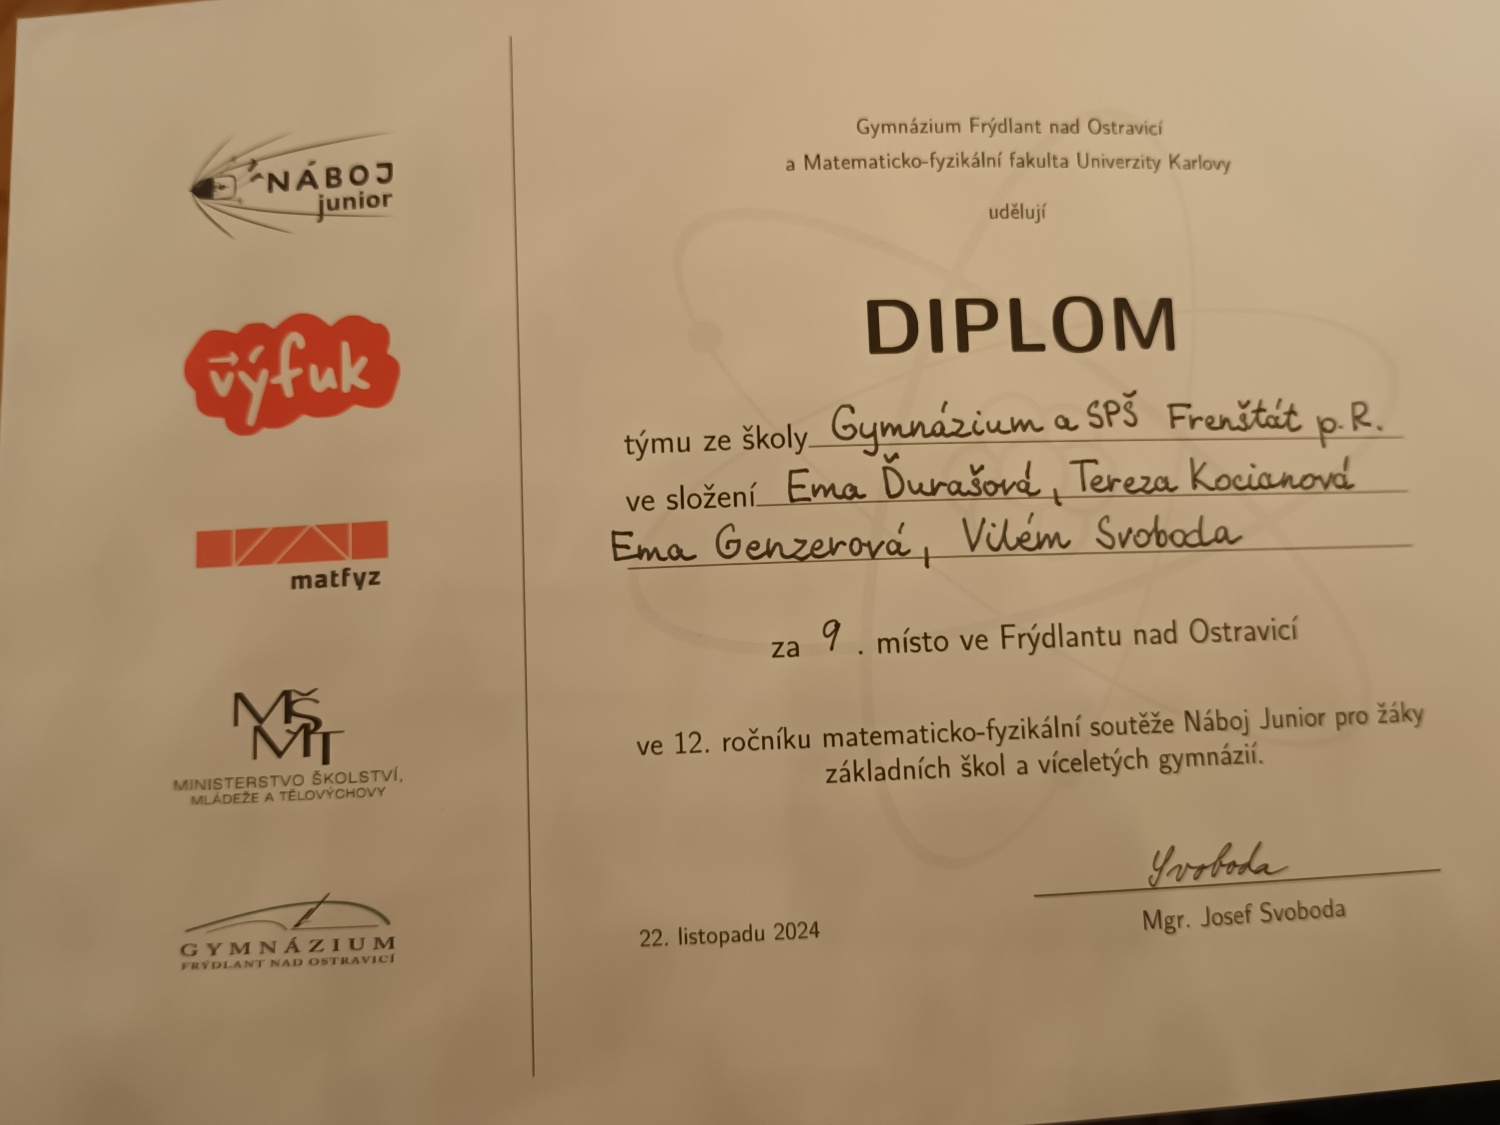 NÁBOJ
junior
výfuk
matfyz
MŠ
MT
MINISTERSTVO ŠKOLSTVÍ,
MLÁDEŽE A TĚLOVÝCHOVY
GYMNÁZIUM
FRÝDLANT NAD OSTRAVICÍ
Gymnázium Frýdlant nad Ostravicí
a Matematicko-fyzikální fakulta Univerzity Karlovy
udělují
DIPLOM
týmu ze školy Gymnázium a SPŠ Frenštát p.R.
ve složení Ema Ďurašová, Tereza Kocianová
Ema Genzerová, Vilém Svoboda
za 9. místo ve Frýdlantu nad Ostravicí
ve 12. ročníku matematicko-fyzikální soutěže Náboj Junior pro žáky
základních škol a víceletých gymnázií.
Svoboda
22. listopadu 2024
Mgr. Josef Svoboda